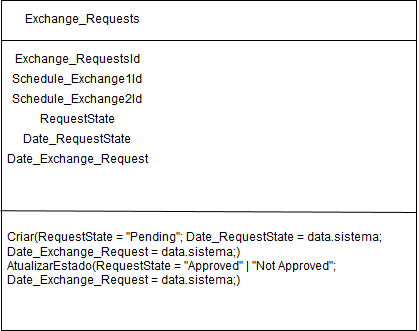 Exchange_Requests
Exchange_RequestsId
Schedule_Exchange1Id
Schedule_Exchange2Id
RequestState
Date_RequestState
Date_Exchange_Request
Criar(RequestState = "Pending"; Date_RequestState = data.sistema;
Date_Exchange_Request = data.sistema;)
AtualizarEstado(RequestState = "Approved" | "Not Approved";
Date_Exchange_Request = data.sistema;)